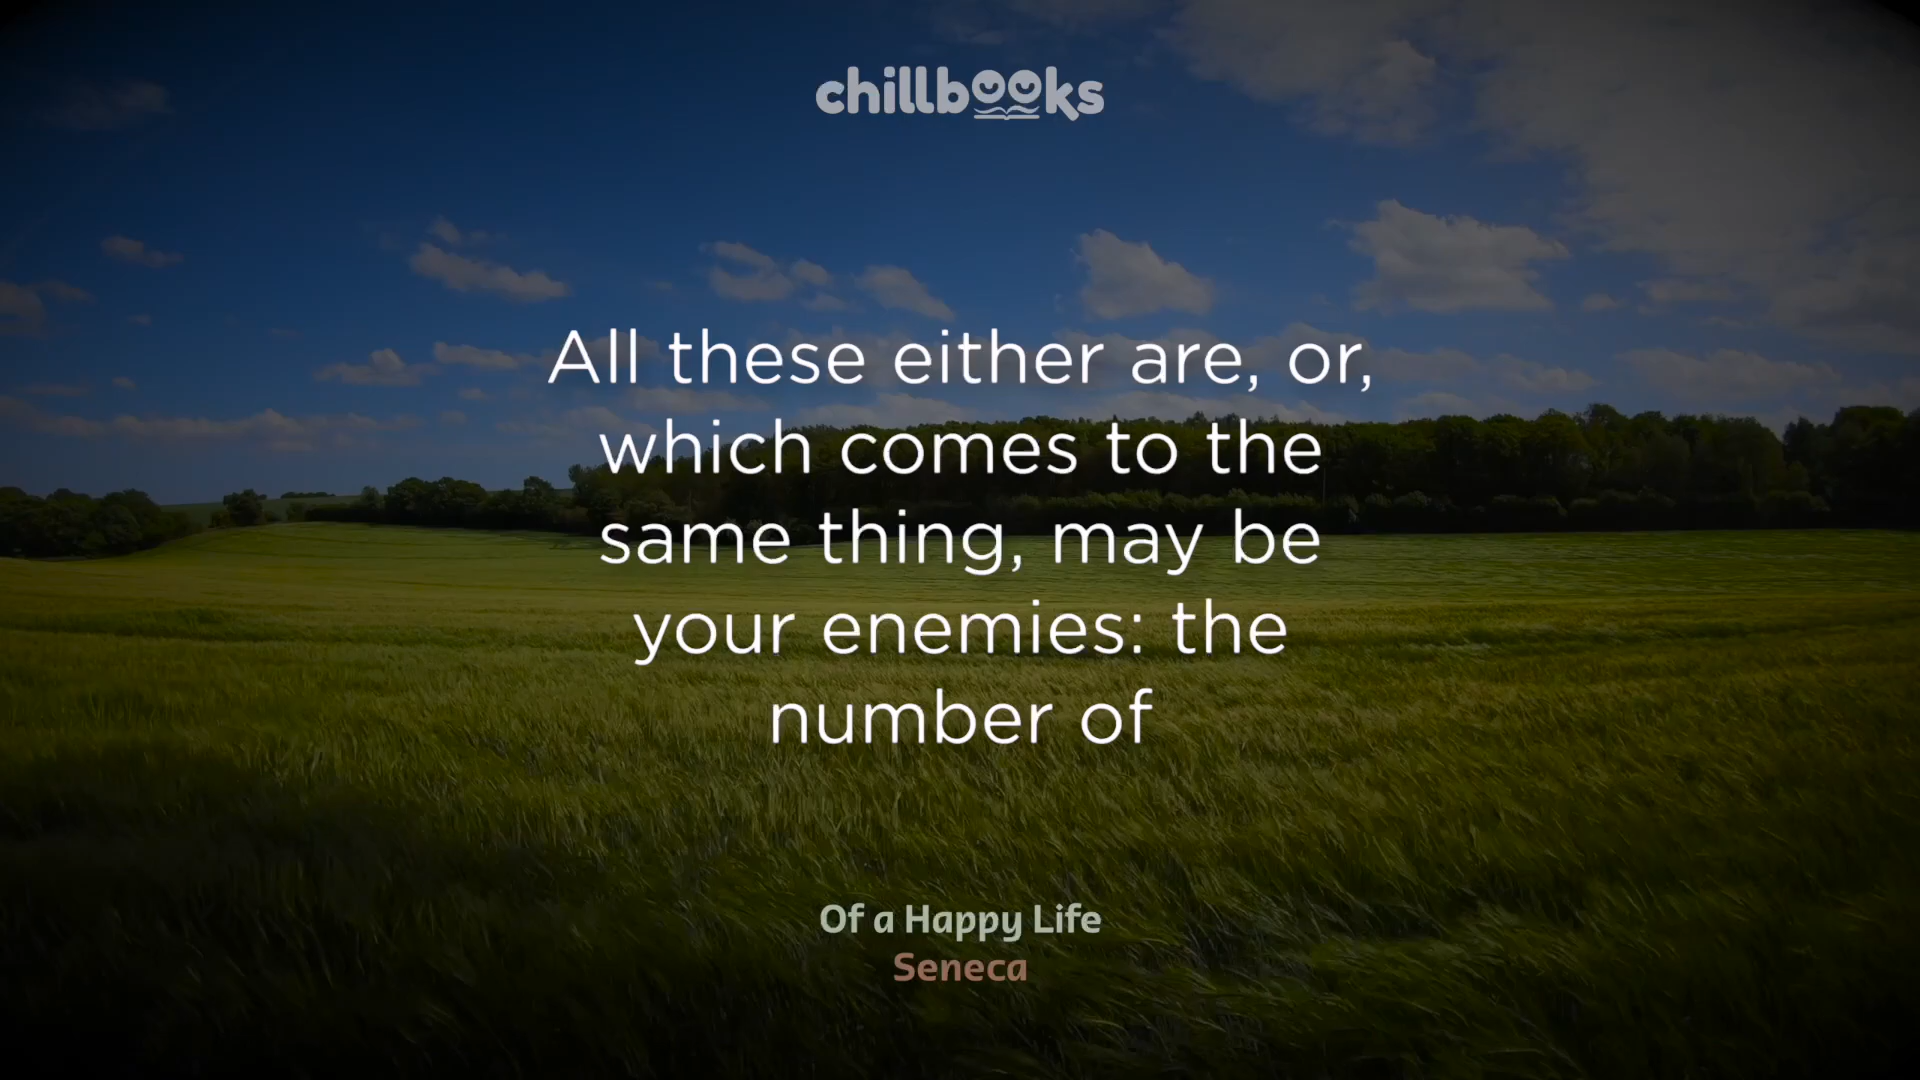 chillbooks
All these either are, or,
which comes to the
same thing, may be
your enemies: the
number of
Of a Happy Life
Seneca